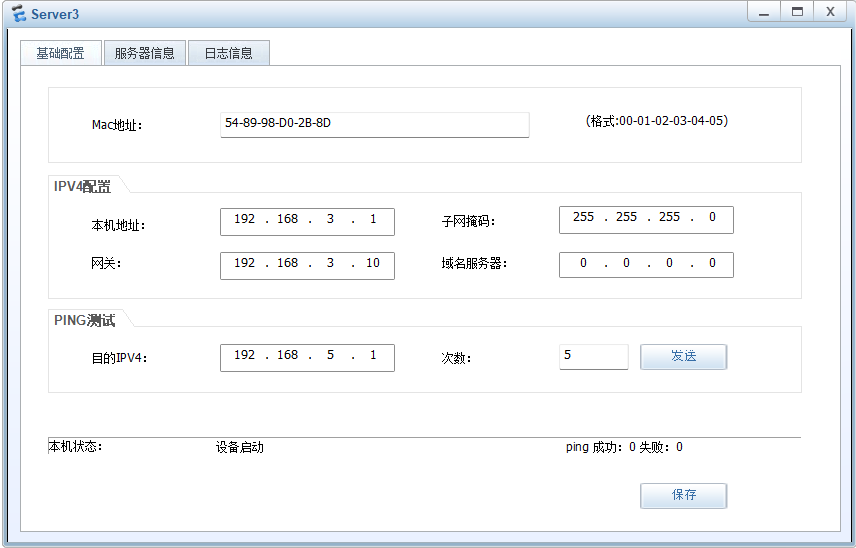 Server3
基础配置 服务器信息 日志信息
Mac地址: 54-89-98-D0-2B-8D (格式:00-01-02-03-04-05)
IPV4配置
本机地址: 192 . 168 . 3 . 1 子网掩码: 255 . 255 . 255 . 0
网关: 192 . 168 . 3 . 10 域名服务器: 0 . 0 . 0 . 0
PING测试
目的IPV4: 192 . 168 . 5 . 1 次数: 5 发送
本机状态: 设备启动 ping 成功: 0 失败: 0
保存